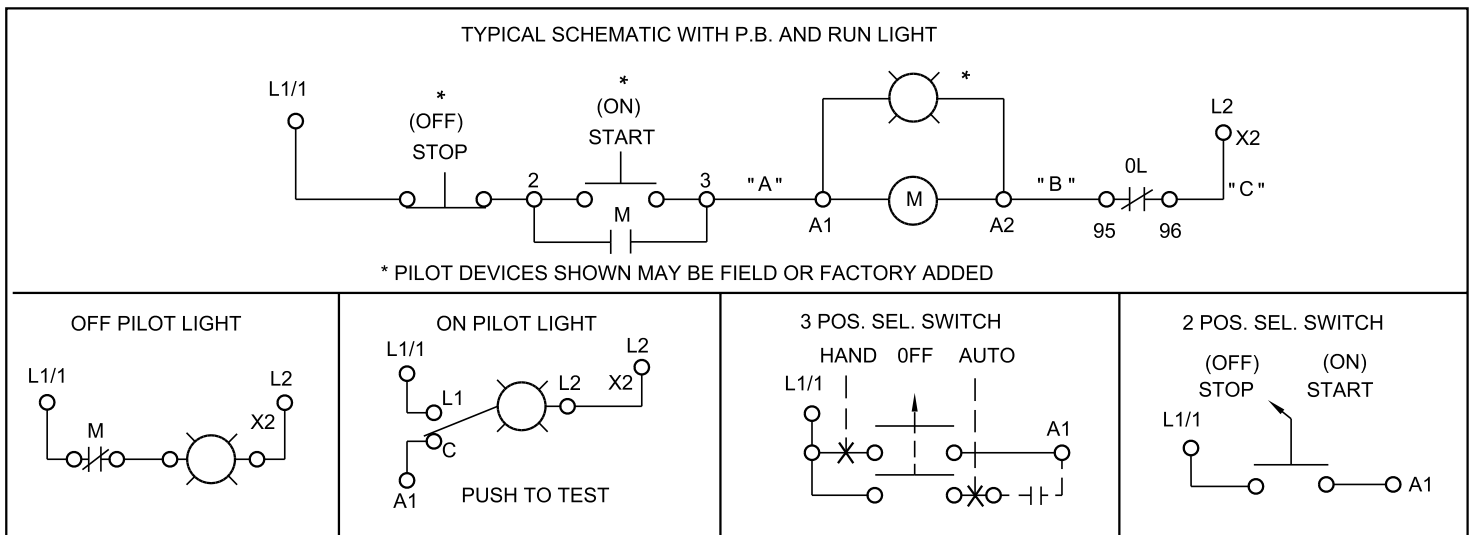 TYPICAL SCHEMATIC WITH P.B. AND RUN LIGHT
L1/1
*
(OFF)
STOP
*
(ON)
START
2
3
M
"A"
*
A1
M
A2
"B"
0L
95
96
L2
X2
"C"
* PILOT DEVICES SHOWN MAY BE FIELD OR FACTORY ADDED
OFF PILOT LIGHT
L1/1
M
L2
X2
ON PILOT LIGHT
L1/1
L1
C
A1
L2
X2
L2
PUSH TO TEST
3 POS. SEL. SWITCH
HAND 0FF AUTO
L1/1
A1
2 POS. SEL. SWITCH
(OFF)
STOP
(ON)
START
L1/1
A1